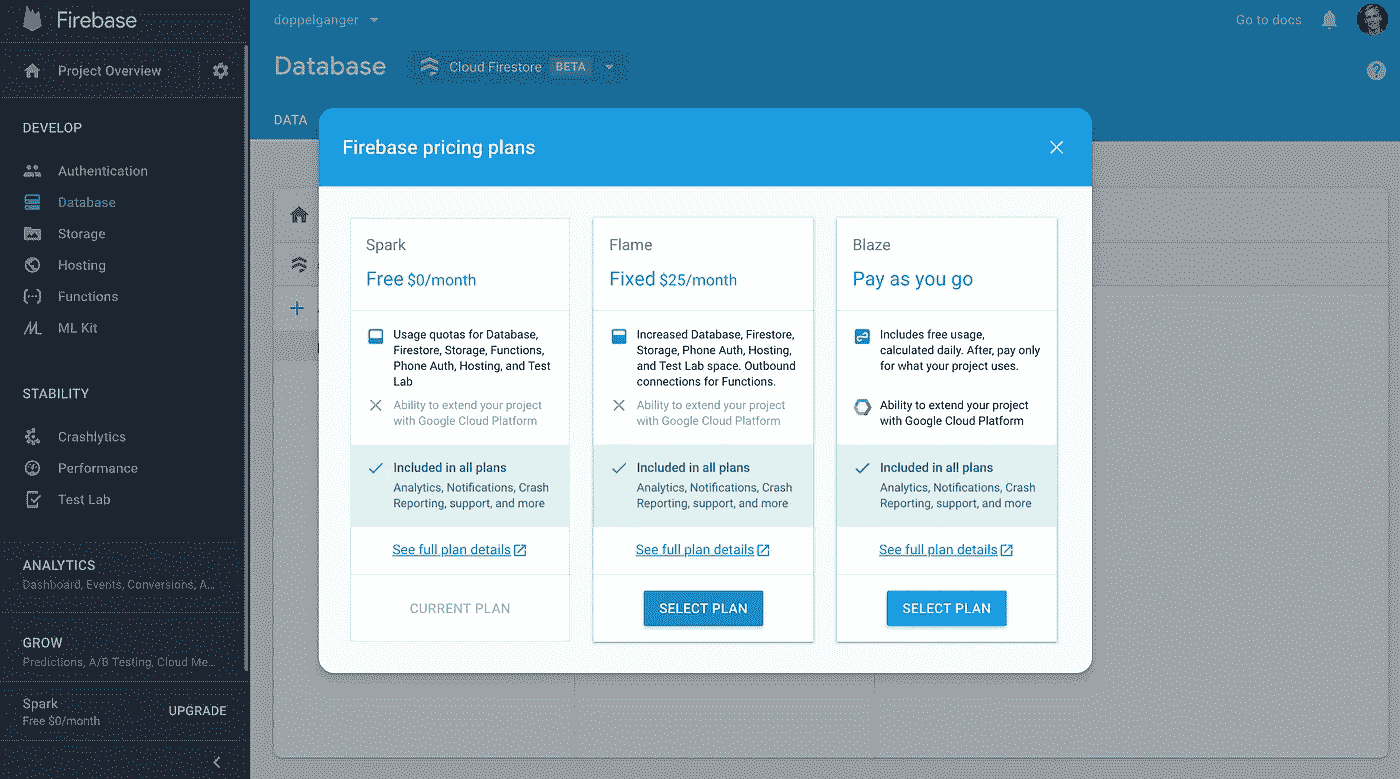 Firebase
Project Overview
DEVELOP
Authentication
Database
Storage
Hosting
Functions
ML Kit
STABILITY
Crashlytics
Performance
Test Lab
ANALYTICS
Dashboard, Events, Conversions, A...
GROW
Predictions, A/B Testing, Cloud Me...
Spark
Free $0/month
UPGRADE
doppelganger
Go to docs
Database
Cloud Firestore BETA
DATA
Firebase pricing plans
Spark
Free $0/month
Usage quotas for Database,
Firestore, Storage, Functions,
Phone Auth, Hosting, and Test
Lab
Ability to extend your project
with Google Cloud Platform
Included in all plans
Analytics, Notifications, Crash
Reporting, support, and more
See full plan details
CURRENT PLAN
Flame
Fixed $25/month
Increased Database, Firestore,
Storage, Phone Auth, Hosting,
and Test Lab space. Outbound
connections for Functions.
Ability to extend your project
with Google Cloud Platform
Included in all plans
Analytics, Notifications, Crash
Reporting, support, and more
See full plan details
SELECT PLAN
Blaze
Pay as you go
Includes free usage,
calculated daily. After, pay only
for what your project uses.
Ability to extend your project
with Google Cloud Platform
Included in all plans
Analytics, Notifications, Crash
Reporting, support, and more
See full plan details
SELECT PLAN